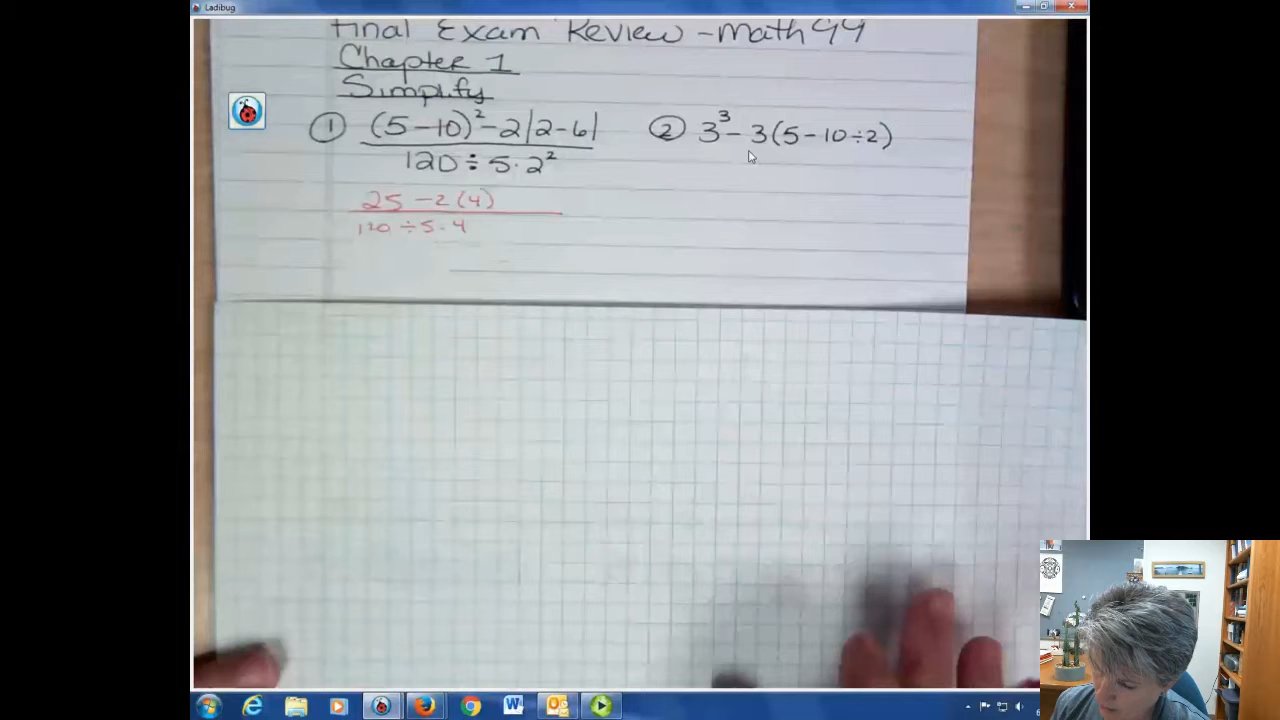 Ladibug
Final Exam Review - Math 99
Chapter 1
Simplify
① (5-10)² - 2|2-6|
120 ÷ 5 · 2²
② 3³ - 3(5 - 10 ÷ 2)
25 - 2(4)
120 ÷ 5 · 4